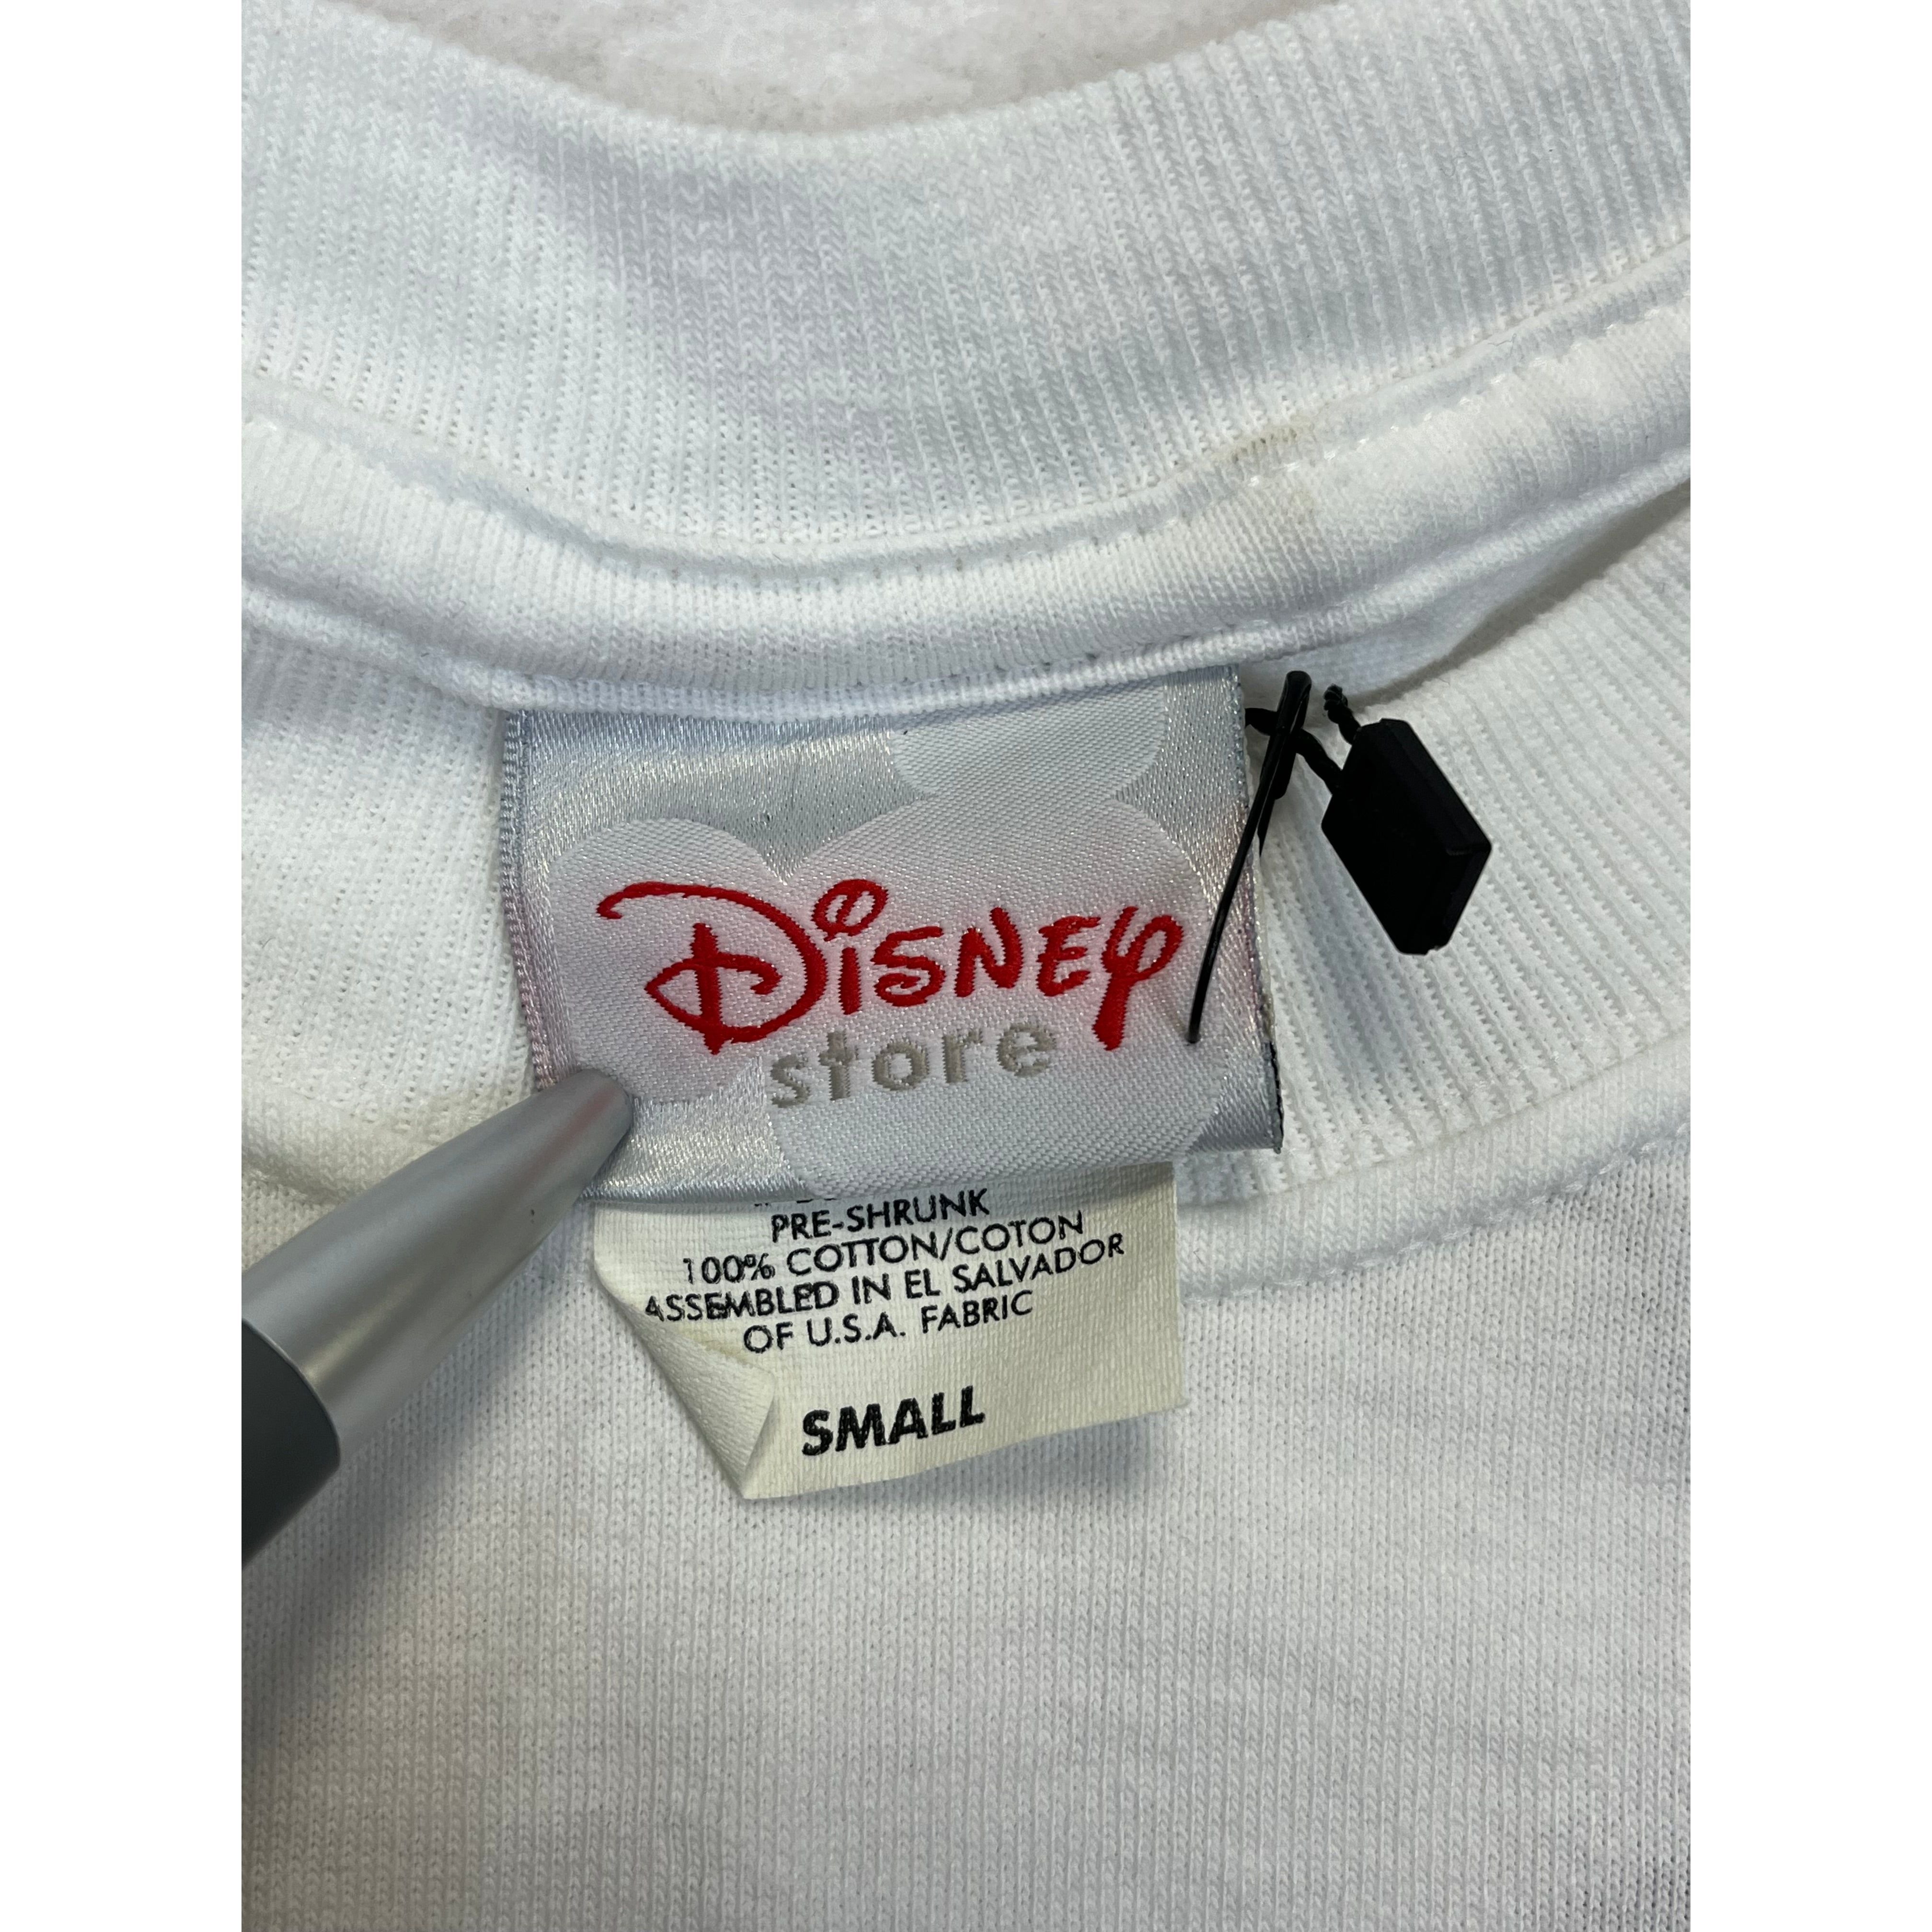 Disney
store
PRE-SHRUNK
100% COTTON/COTON
ASSEMBLED IN EL SALVADOR
OF U.S.A. FABRIC
SMALL